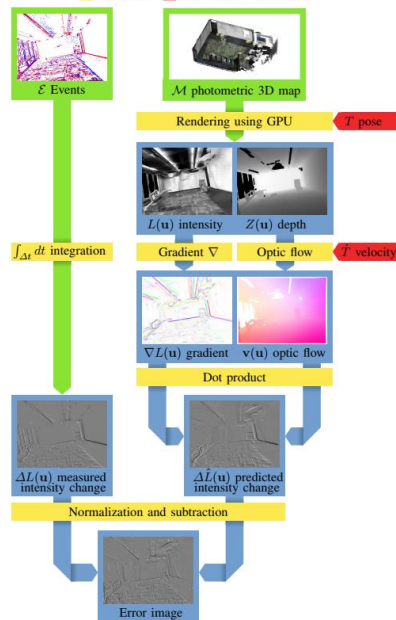 ℰ Events
ℳ photometric 3D map
Rendering using GPU
T pose
L(u) intensity
Z(u) depth
∫Δt dt integration
Gradient ∇
Optic flow
Ṫ velocity
∇L(u) gradient
v(u) optic flow
Dot product
ΔL(u) measured
intensity change
ΔL̂(u) predicted
intensity change
Normalization and subtraction
Error image